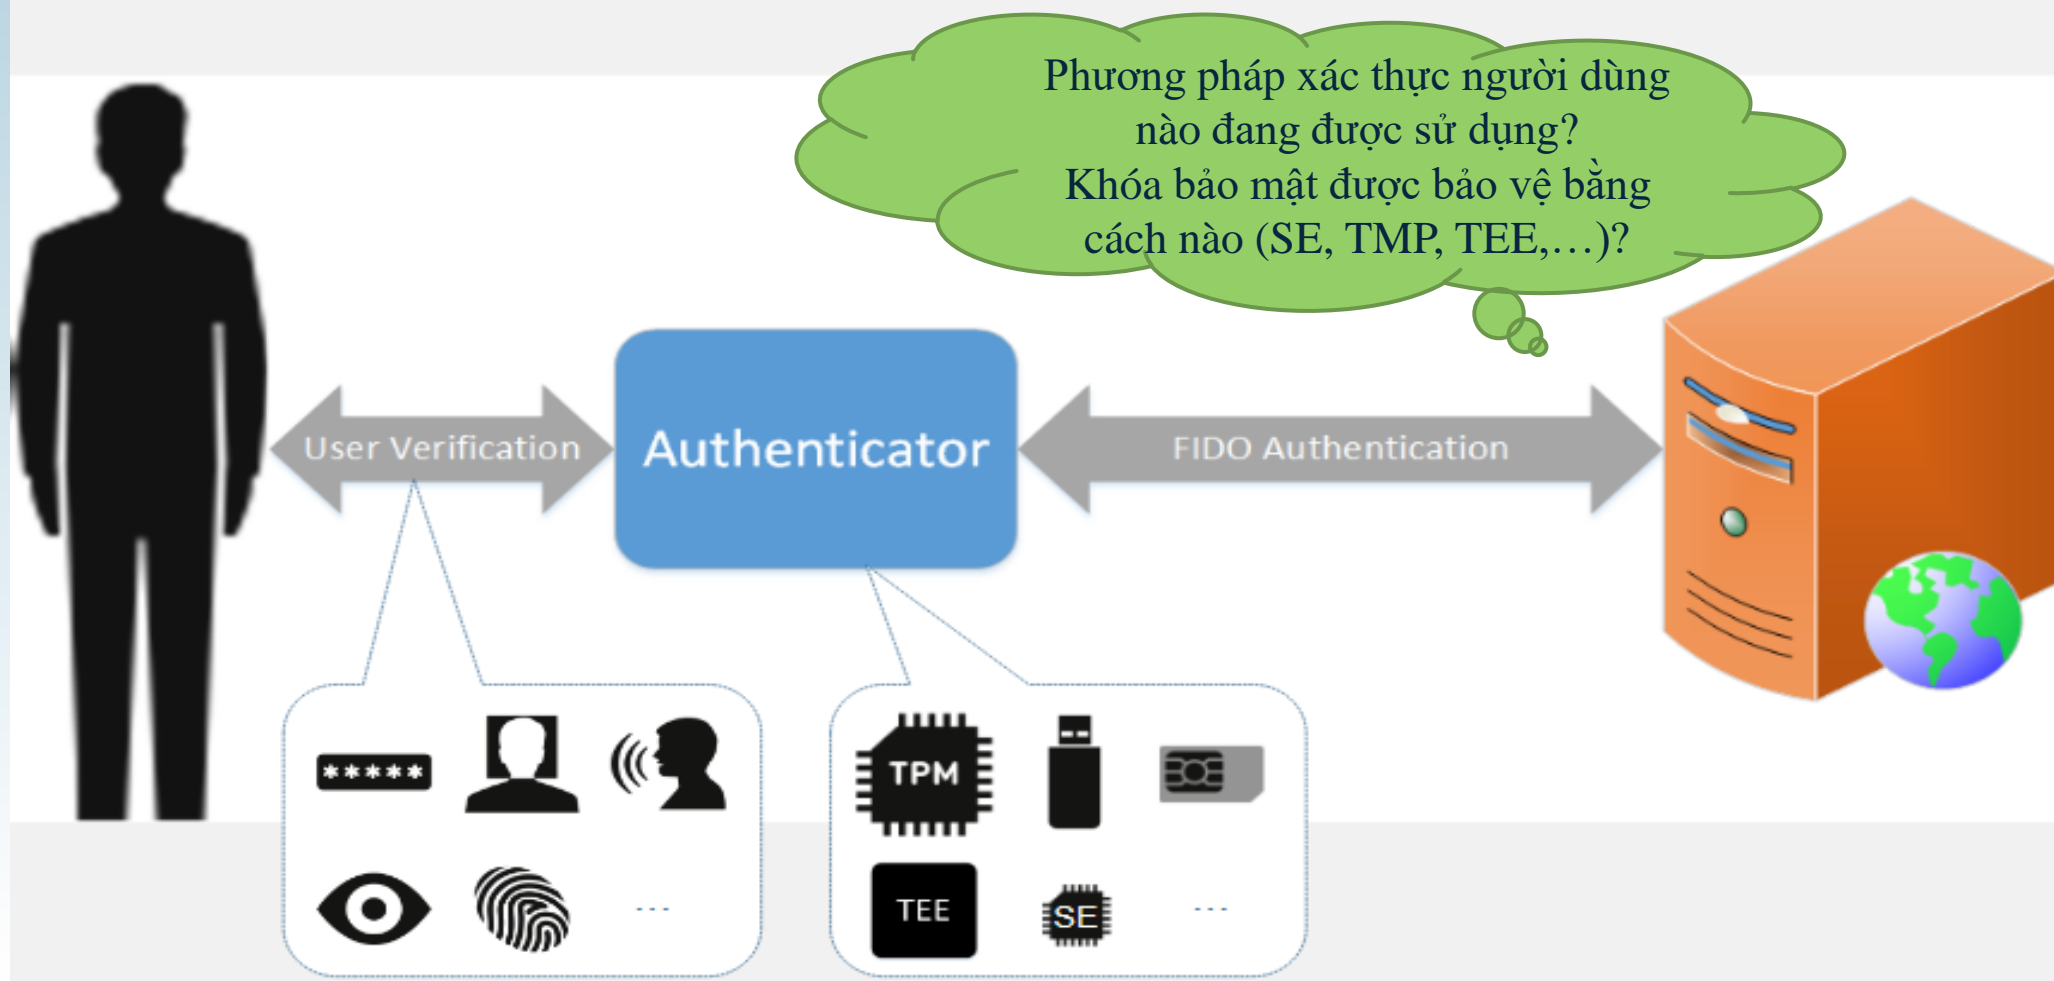 Phương pháp xác thực người dùng
nào đang được sử dụng?
Khóa bảo mật được bảo vệ bằng
cách nào (SE, TMP, TEE,...)?
User Verification
Authenticator
FIDO Authentication
*****
TPM
TEE
SE
...
...